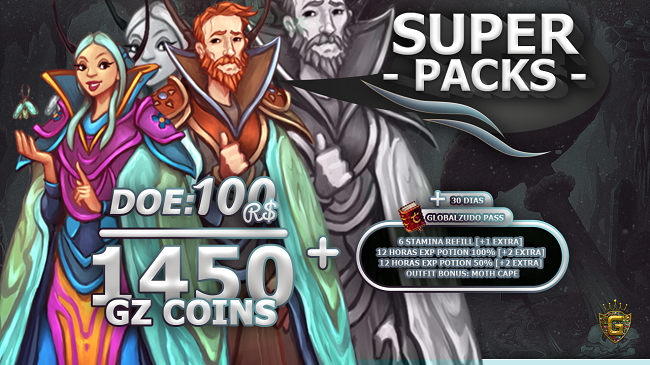 SUPER
- PACKS -
DOE: 100
R$
1450
GZ COINS
+
+ 30 DIAS
GLOBALZUDO PASS
6 STAMINA REFILL [+1 EXTRA]
12 HORAS EXP POTION 100% [+2 EXTRA]
12 HORAS EXP POTION 50% [+2 EXTRA]
OUTFIT BONUS: MOTH CAPE
G